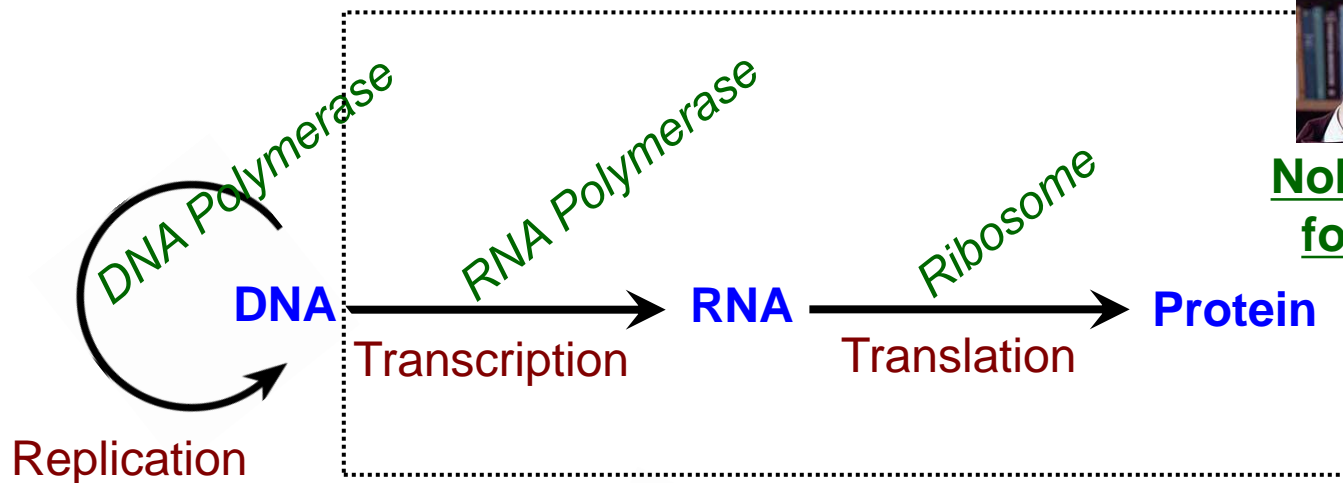 DNA Polymerase
RNA Polymerase
Ribosome
DNA
RNA
Protein
Transcription
Translation
Replication